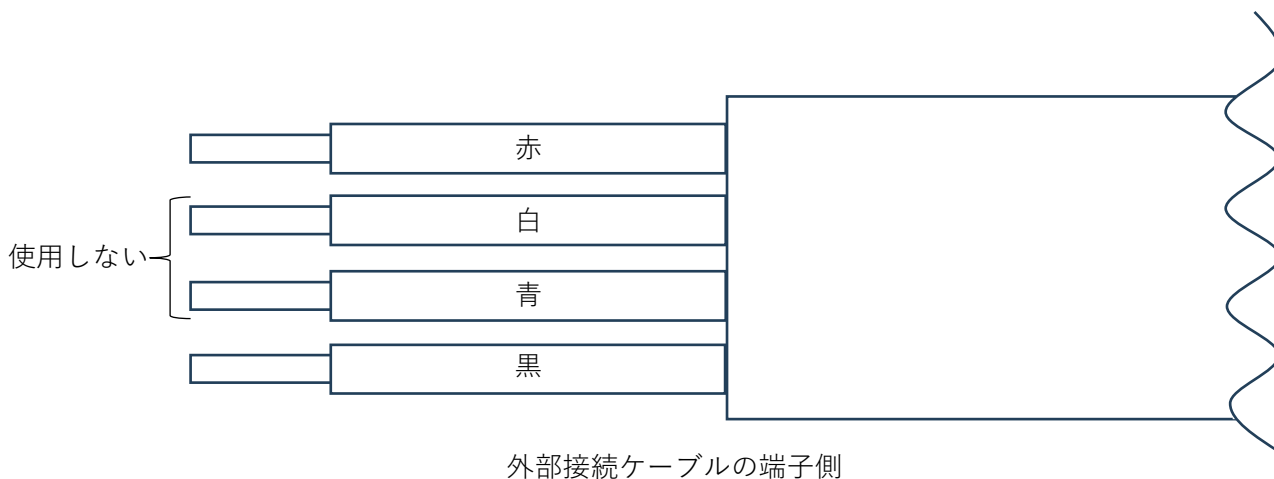 赤
白
使用しない
青
黒
外部接続ケーブルの端子側